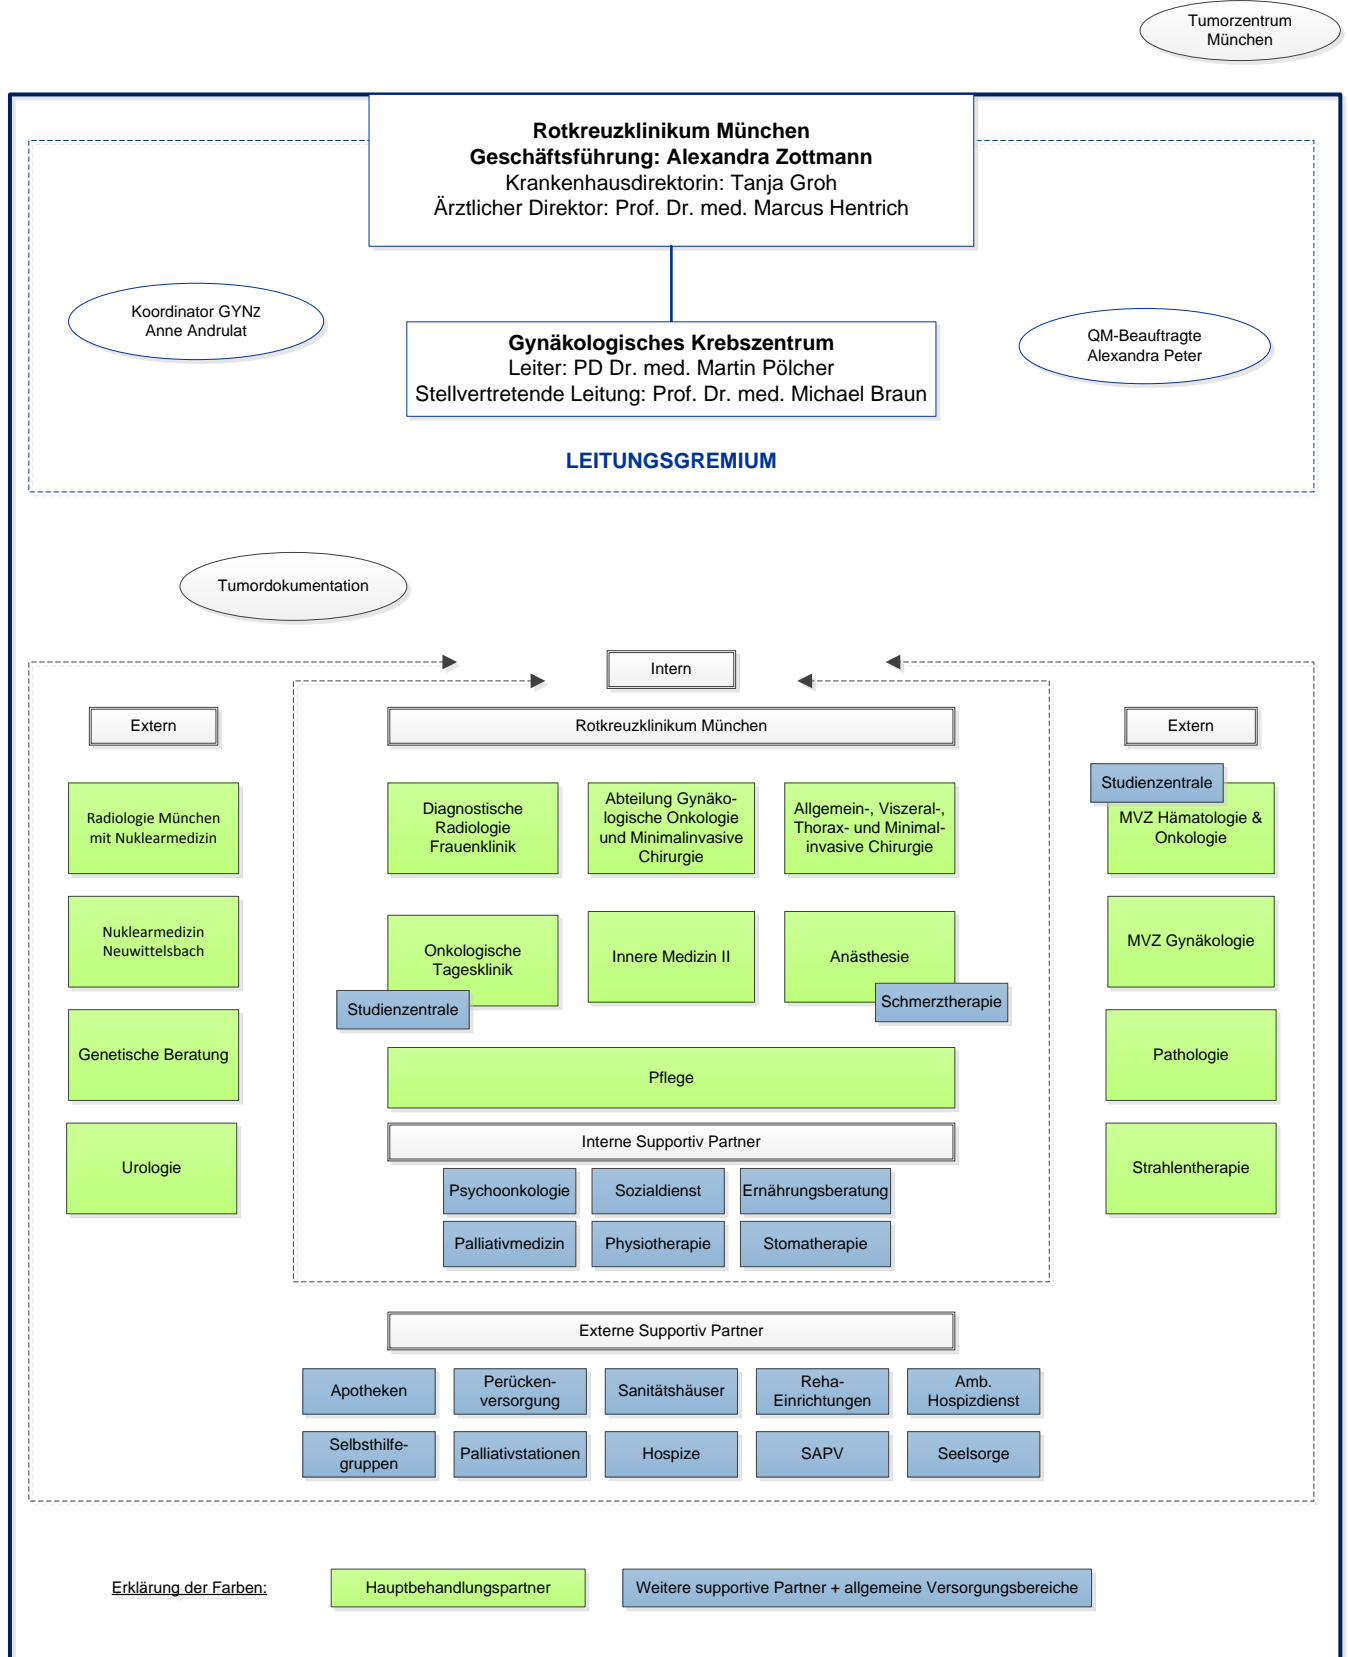 Tumorzentrum
München
Rotkreuzklinikum München
Geschäftsführung: Alexandra Zottmann
Krankenhausdirektorin: Tanja Groh
Ärztlicher Direktor: Prof. Dr. med. Marcus Hentrich
Koordinator GYNz
Anne Andrulat
Gynäkologisches Krebszentrum
Leiter: PD Dr. med. Martin Pölcher
Stellvertretende Leitung: Prof. Dr. med. Michael Braun
QM-Beauftragte
Alexandra Peter
LEITUNGSGREMIUM
Tumordokumentation
Intern
Extern
Rotkreuzklinikum München
Extern
Radiologie München
mit Nuklearmedizin
Diagnostische
Radiologie
Frauenklinik
Abteilung Gynäko-
logische Onkologie
und Minimalinvasive
Chirurgie
Allgemein-, Viszeral-,
Thorax- und Minimal-
invasive Chirurgie
Studienzentrale
MVZ Hämatologie &
Onkologie
Nuklearmedizin
Neuwittelsbach
Onkologische
Tagesklinik
Studienzentrale
Innere Medizin II
Anästhesie
Schmerztherapie
MVZ Gynäkologie
Genetische Beratung
Pflege
Pathologie
Urologie
Interne Supportiv Partner
Strahlentherapie
Psychoonkologie
Sozialdienst
Ernährungsberatung
Palliativmedizin
Physiotherapie
Stomatherapie
Externe Supportiv Partner
Apotheken
Perücken-
versorgung
Sanitätshäuser
Reha-
Einrichtungen
Amb.
Hospizdienst
Selbsthilfe-
gruppen
Palliativstationen
Hospize
SAPV
Seelsorge
Erklärung der Farben:
Hauptbehandlungspartner
Weitere supportive Partner + allgemeine Versorgungsbereiche